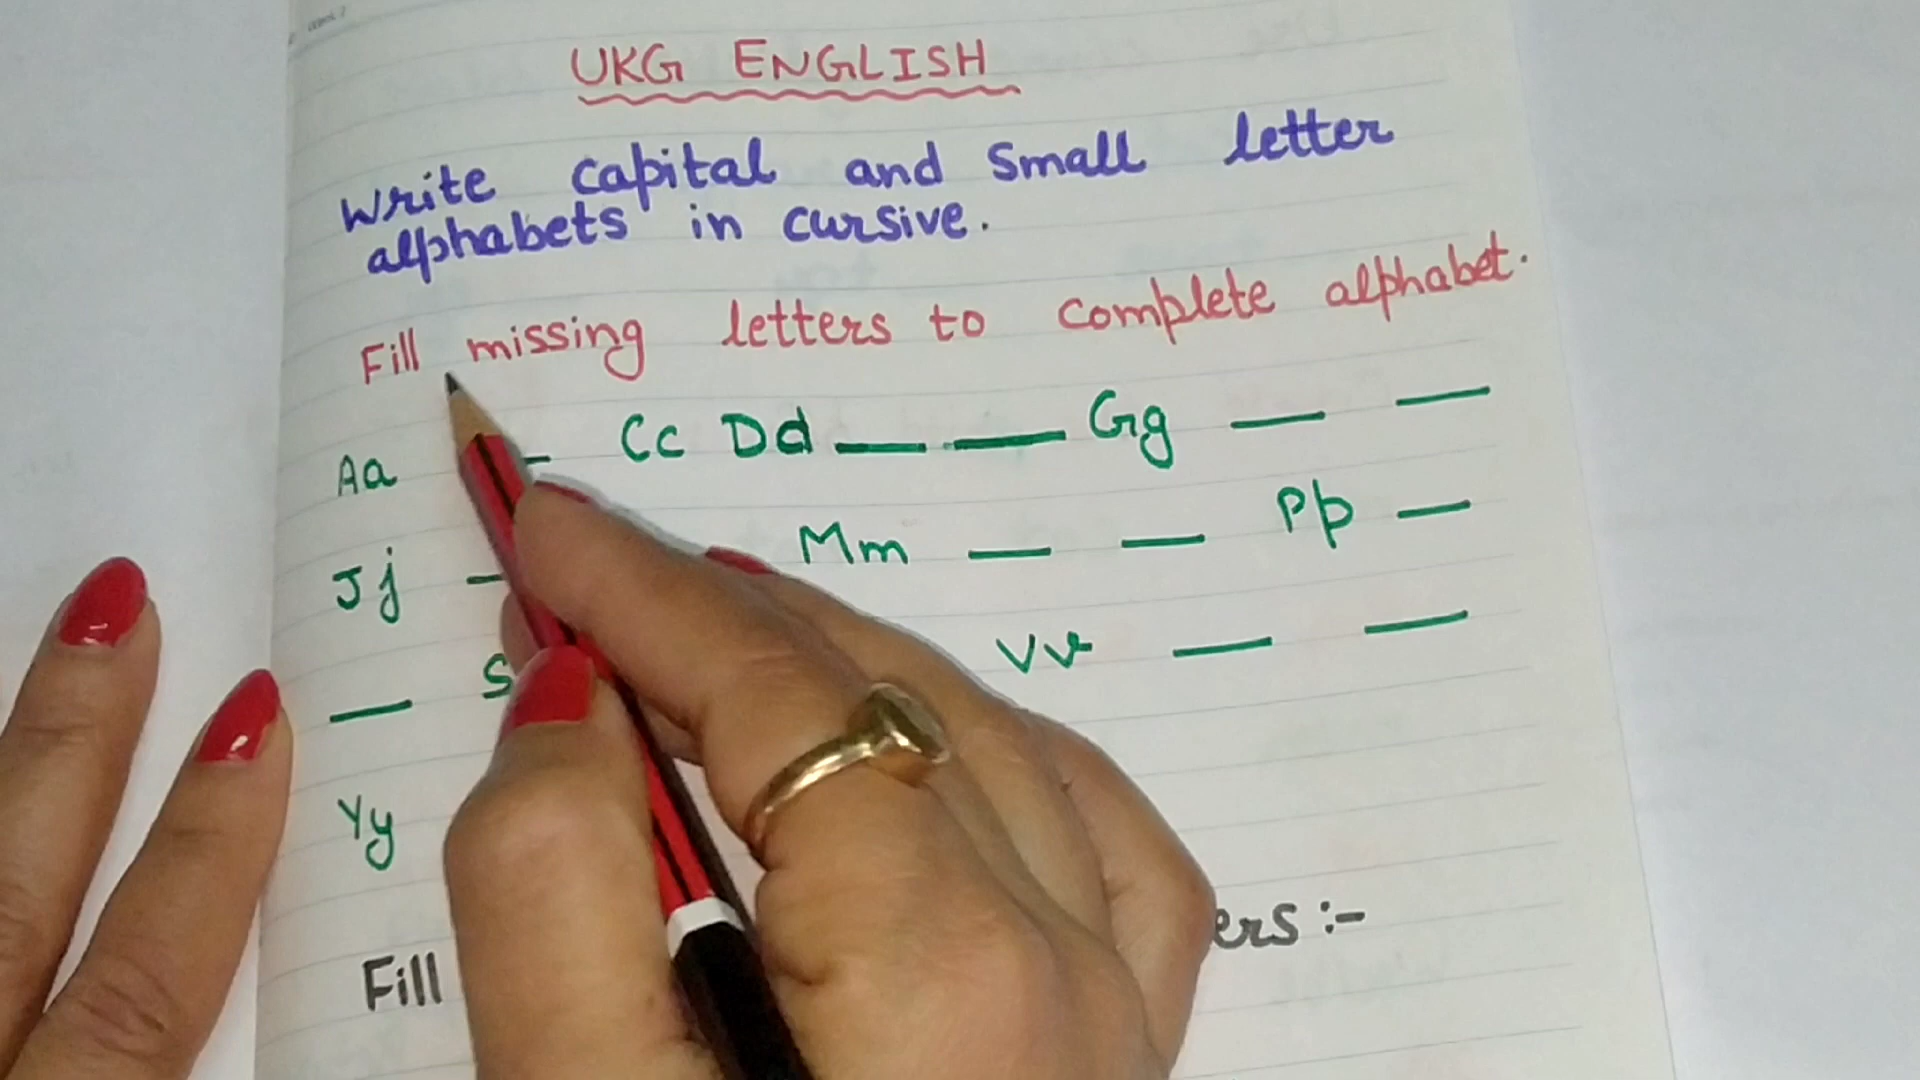 UKG ENGLISH
Write capital and small letter
alphabets in cursive.
Fill missing letters to complete alphabet.
Aa — Cc Dd — — Gg — —
Jj — Mm — — Pp —
— S Vv — —
Yy
Fill ers :-